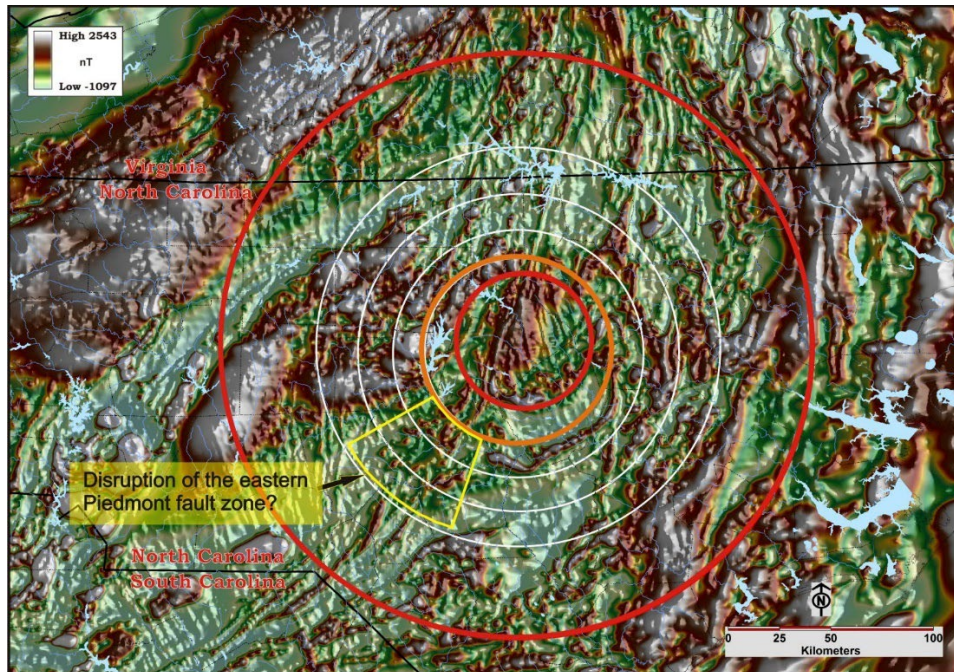 High 2543
nT
Low -1097
Virginia
North Carolina
Disruption of the eastern
Piedmont fault zone?
North Carolina
South Carolina
N
0 25 50 100
Kilometers